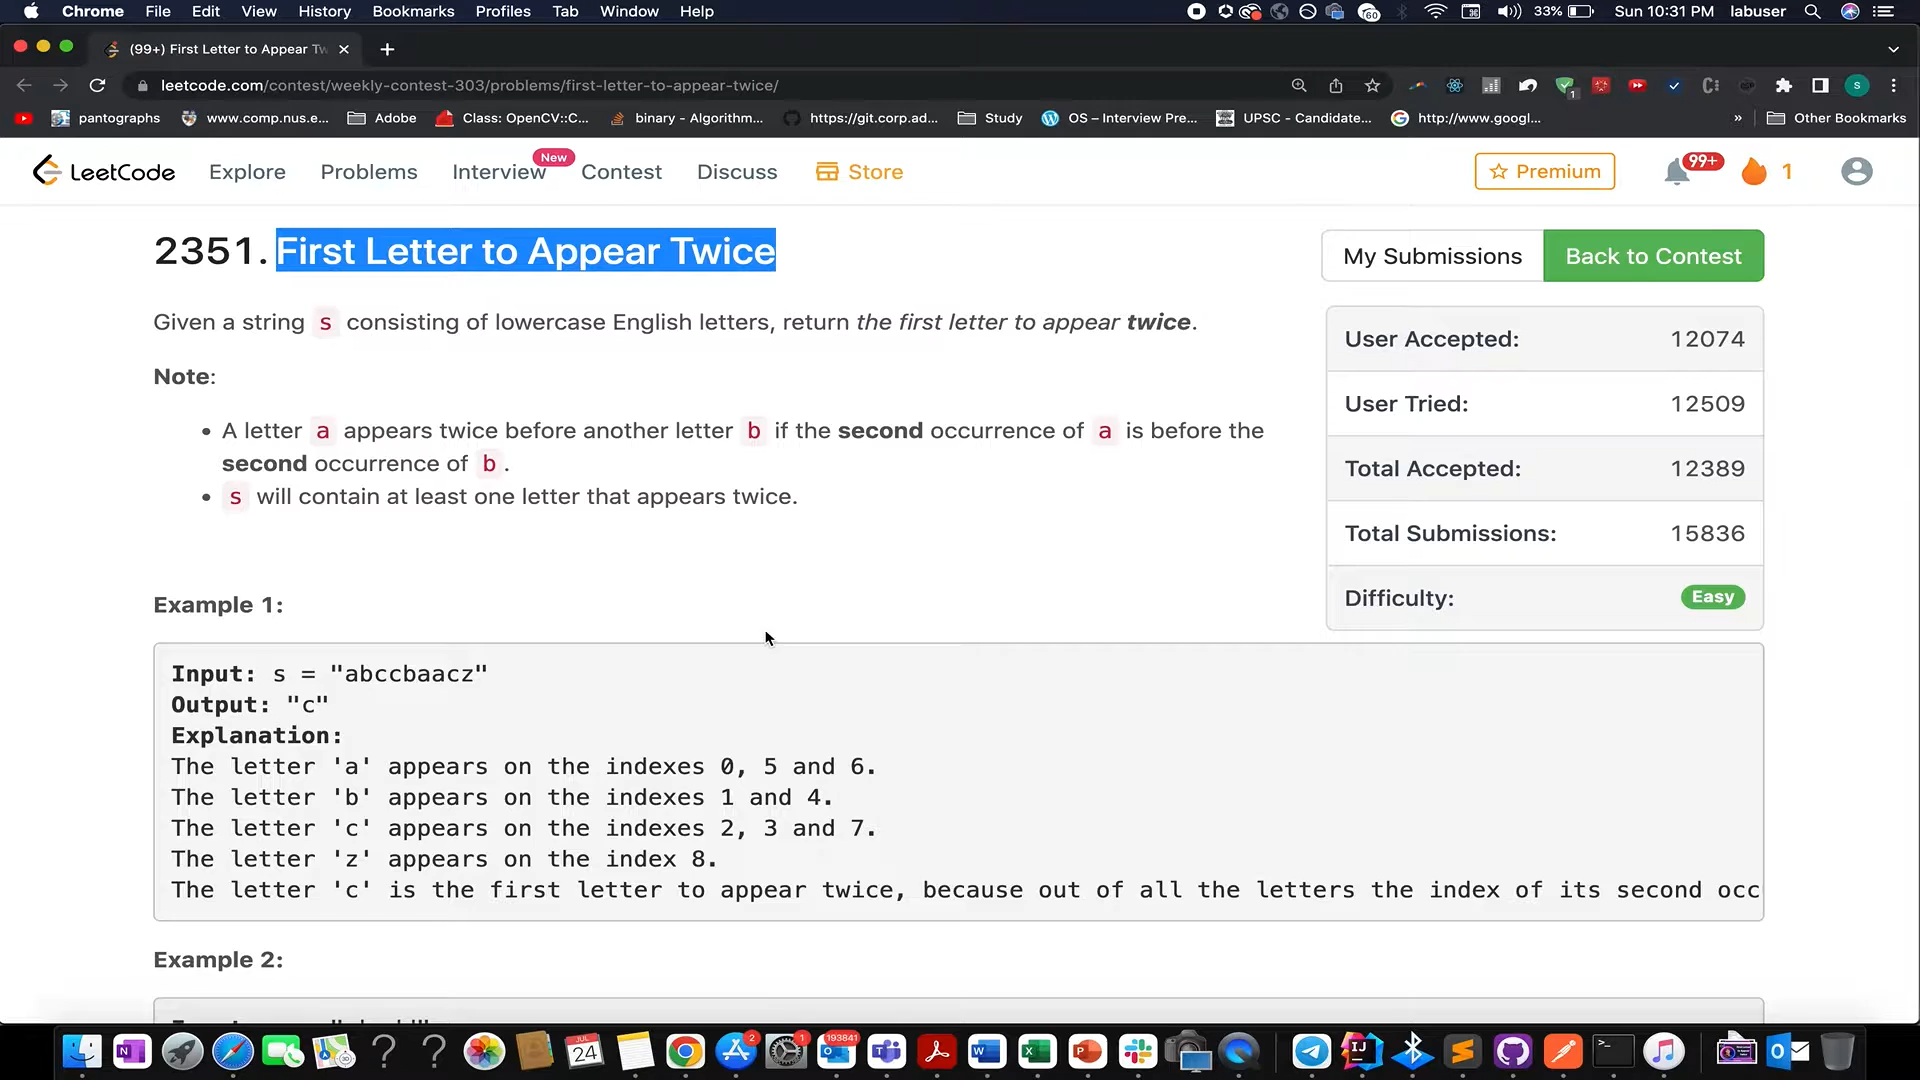 Chrome File Edit View History Bookmarks Profiles Tab Window Help 60 33% Sun 10:31 PM labuser
(99+) First Letter to Appear Tw
leetcode.com/contest/weekly-contest-303/problems/first-letter-to-appear-twice/ 1 S
pantographs www.comp.nus.e... Adobe Class: OpenCV::C... binary - Algorithm... https://git.corp.ad... Study OS – Interview Pre... UPSC - Candidate... http://www.googl... » Other Bookmarks
LeetCode Explore Problems Interview New Contest Discuss Store Premium 99+ 1
2351. First Letter to Appear Twice
My Submissions Back to Contest
Given a string s consisting of lowercase English letters, return the first letter to appear twice.
Note:
• A letter a appears twice before another letter b if the second occurrence of a is before the
second occurrence of b.
• s will contain at least one letter that appears twice.
User Accepted: 12074
User Tried: 12509
Total Accepted: 12389
Total Submissions: 15836
Difficulty: Easy
Example 1:
Input: s = "abccbaacz"
Output: "c"
Explanation:
The letter 'a' appears on the indexes 0, 5 and 6.
The letter 'b' appears on the indexes 1 and 4.
The letter 'c' appears on the indexes 2, 3 and 7.
The letter 'z' appears on the index 8.
The letter 'c' is the first letter to appear twice, because out of all the letters the index of its second occ
Example 2:
JUL 24 2 1 193841